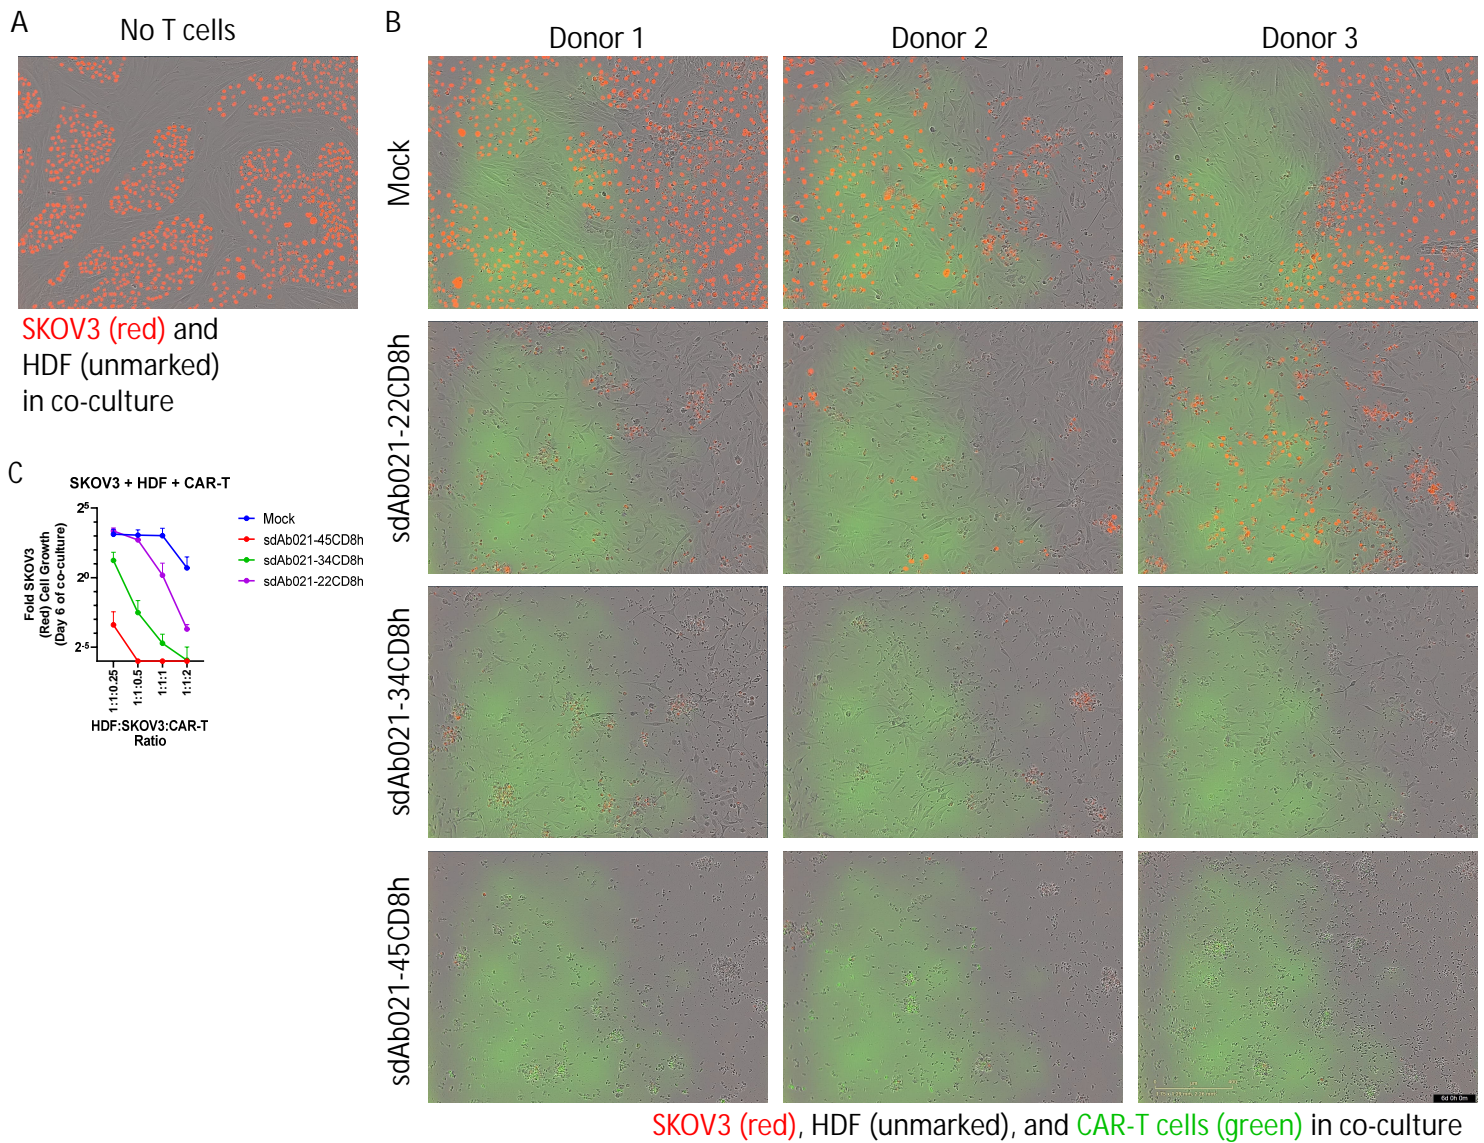 A
No T cells
SKOV3 (red) and
HDF (unmarked)
in co-culture
B
Donor 1
Donor 2
Donor 3
Mock
sdAb021-22CD8h
sdAb021-34CD8h
sdAb021-45CD8h
6d 0h 0m
SKOV3 (red), HDF (unmarked), and CAR-T cells (green) in co-culture
C
SKOV3 + HDF + CAR-T
Fold SKOV3
(Red) Cell Growth
(Day 6 of co-culture)
2⁵
2⁰
2⁻⁵
1:1:0.25
1:1:0.5
1:1:1
1:1:2
HDF:SKOV3:CAR-T
Ratio
Mock
sdAb021-45CD8h
sdAb021-34CD8h
sdAb021-22CD8h